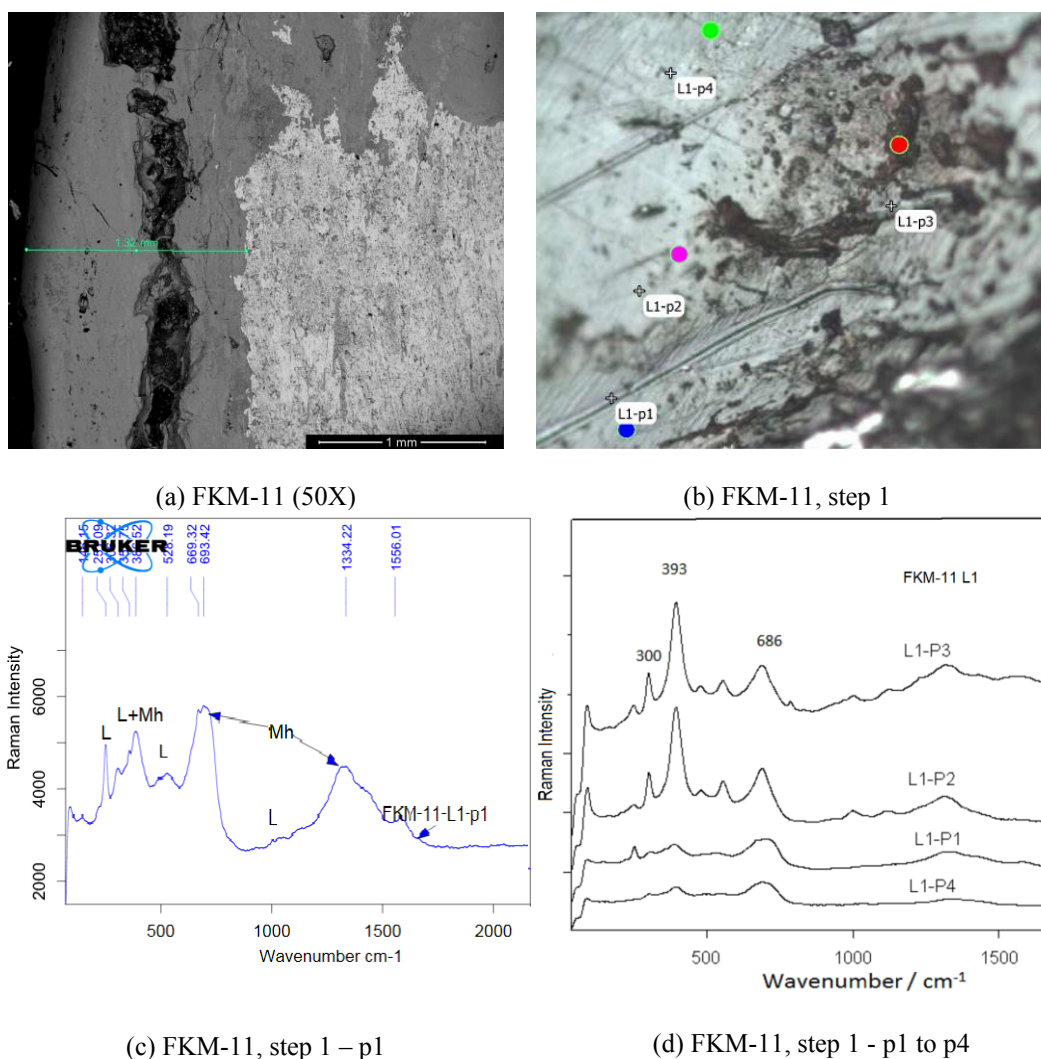 1.32 mm
1 mm
L1-p4
L1-p3
L1-p2
L1-p1
(a) FKM-11 (50X)
(b) FKM-11, step 1
BRUKER
528.19
669.32
693.42
1334.22
1556.01
Raman Intensity
6000
4000
2000
L
L+Mh
L
Mh
L
FKM-11-L1-p1
500
1000
1500
2000
Wavenumber cm-1
(c) FKM-11, step 1 – p1
393
300
686
FKM-11 L1
L1-P3
L1-P2
L1-P1
L1-P4
Raman Intensity
500
1000
1500
Wavenumber / cm⁻¹
(d) FKM-11, step 1 - p1 to p4